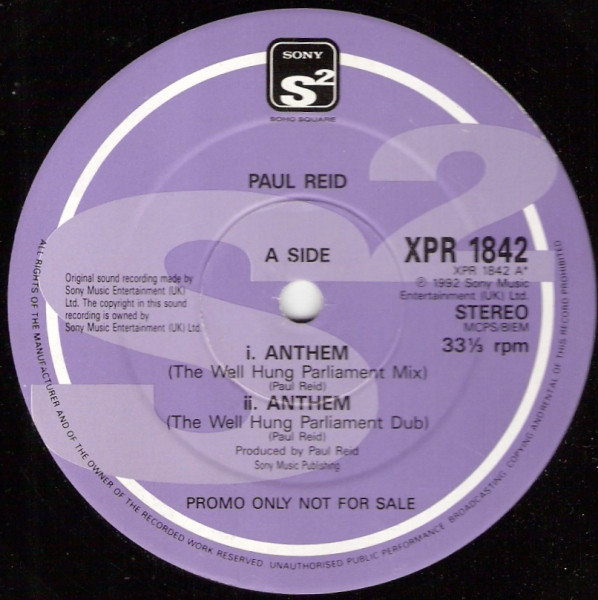 SONY
S2
SOHO SQUARE
S2
PAUL REID
A SIDE
XPR 1842
XPR 1842 A*
℗ 1992 Sony Music
Entertainment (UK) Ltd.
STEREO
MCPS/BIEM
33⅓ rpm
Original sound recording made by
Sony Music Entertainment (UK)
Ltd. The copyright in this sound
recording is owned by
Sony Music Entertainment (UK) Ltd.
i. ANTHEM
(The Well Hung Parliament Mix)
(Paul Reid)
ii. ANTHEM
(The Well Hung Parliament Dub)
(Paul Reid)
Produced by Paul Reid
Sony Music Publishing
PROMO ONLY NOT FOR SALE
ALL RIGHTS OF THE MANUFACTURER AND OF THE OWNER OF THE RECORDED WORK RESERVED. UNAUTHORISED PUBLIC PERFORMANCE, BROADCASTING, COPYING AND RENTAL OF THIS RECORD PROHIBITED